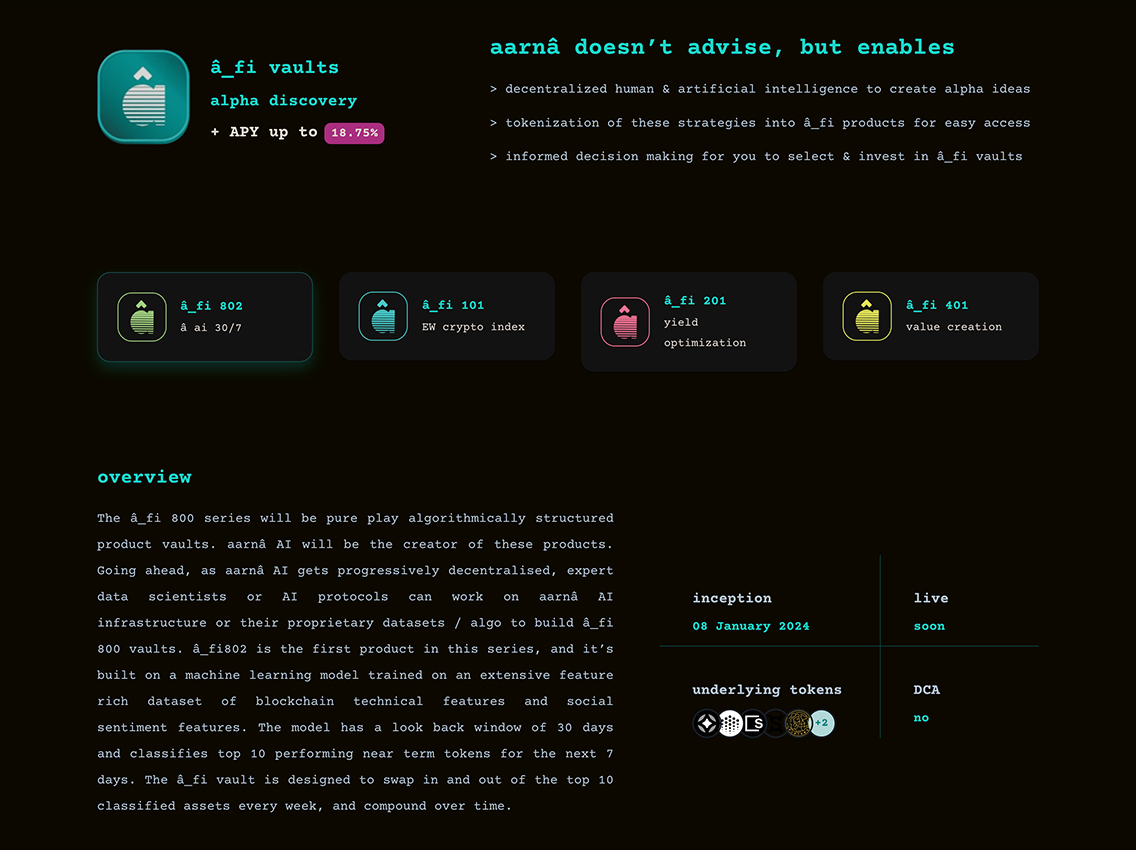 â_fi vaults
alpha discovery
+ APY up to 18.75%
aarnâ doesn’t advise, but enables
> decentralized human & artificial intelligence to create alpha ideas
> tokenization of these strategies into â_fi products for easy access
> informed decision making for you to select & invest in â_fi vaults
â_fi 802
â ai 30/7
â_fi 101
EW crypto index
â_fi 201
yield
optimization
â_fi 401
value creation
overview
The â_fi 800 series will be pure play algorithmically structured
product vaults. aarnâ AI will be the creator of these products.
Going ahead, as aarnâ AI gets progressively decentralised, expert
data scientists or AI protocols can work on aarnâ AI
infrastructure or their proprietary datasets / algo to build â_fi
800 vaults. â_fi802 is the first product in this series, and it’s
built on a machine learning model trained on an extensive feature
rich dataset of blockchain technical features and social
sentiment features. The model has a look back window of 30 days
and classifies top 10 performing near term tokens for the next 7
days. The â_fi vault is designed to swap in and out of the top 10
classified assets every week, and compound over time.
inception
08 January 2024
live
soon
underlying tokens
+2
DCA
no